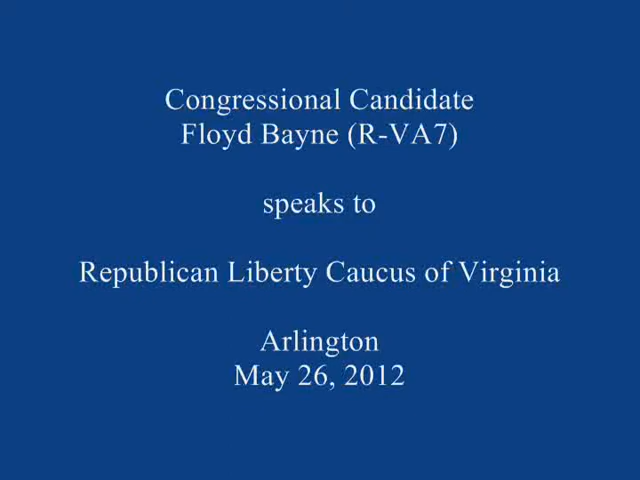 Congressional Candidate
Floyd Bayne (R-VA7)
speaks to
Republican Liberty Caucus of Virginia
Arlington
May 26, 2012